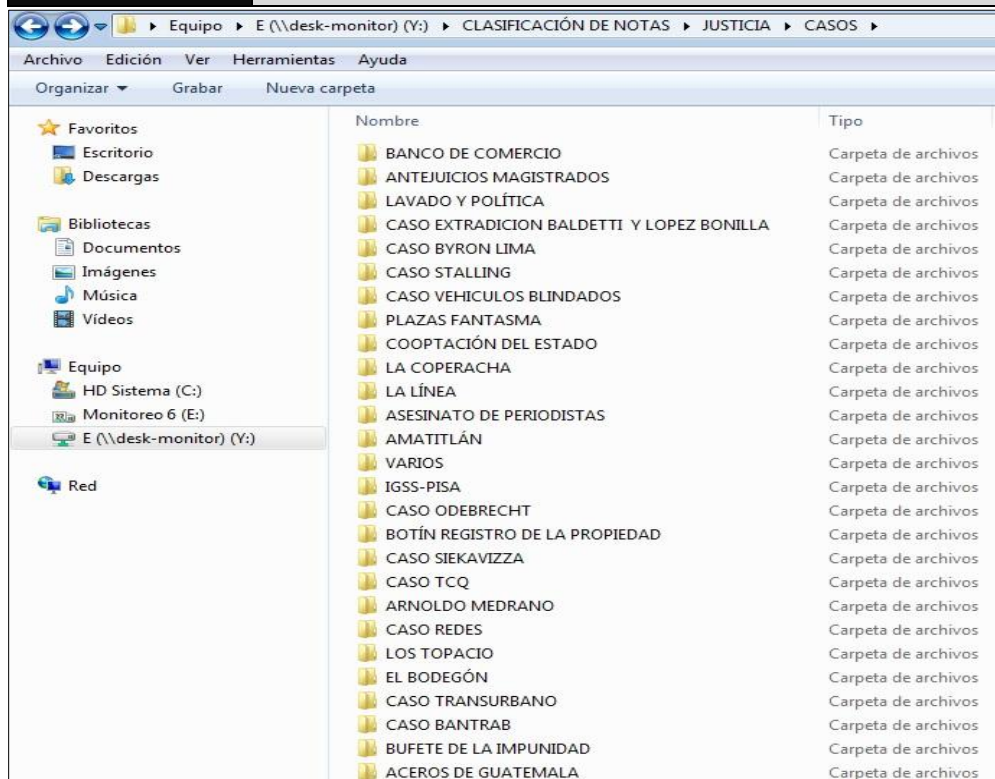 Equipo ▸ E (\\desk-monitor) (Y:) ▸ CLASIFICACIÓN DE NOTAS ▸ JUSTICIA ▸ CASOS ▸
Archivo Edición Ver Herramientas Ayuda
Organizar Grabar Nueva carpeta
Favoritos
Escritorio
Descargas
Bibliotecas
Documentos
Imágenes
Música
Vídeos
Equipo
HD Sistema (C:)
Monitoreo 6 (E:)
E (\\desk-monitor) (Y:)
Red
Nombre Tipo
BANCO DE COMERCIO Carpeta de archivos
ANTEJUICIOS MAGISTRADOS Carpeta de archivos
LAVADO Y POLÍTICA Carpeta de archivos
CASO EXTRADICION BALDETTI Y LOPEZ BONILLA Carpeta de archivos
CASO BYRON LIMA Carpeta de archivos
CASO STALLING Carpeta de archivos
CASO VEHICULOS BLINDADOS Carpeta de archivos
PLAZAS FANTASMA Carpeta de archivos
COOPTACIÓN DEL ESTADO Carpeta de archivos
LA COPERACHA Carpeta de archivos
LA LÍNEA Carpeta de archivos
ASESINATO DE PERIODISTAS Carpeta de archivos
AMATITLÁN Carpeta de archivos
VARIOS Carpeta de archivos
IGSS-PISA Carpeta de archivos
CASO ODEBRECHT Carpeta de archivos
BOTÍN REGISTRO DE LA PROPIEDAD Carpeta de archivos
CASO SIEKAVIZZA Carpeta de archivos
CASO TCQ Carpeta de archivos
ARNOLDO MEDRANO Carpeta de archivos
CASO REDES Carpeta de archivos
LOS TOPACIO Carpeta de archivos
EL BODEGÓN Carpeta de archivos
CASO TRANSURBANO Carpeta de archivos
CASO BANTRAB Carpeta de archivos
BUFETE DE LA IMPUNIDAD Carpeta de archivos
ACEROS DE GUATEMALA Carpeta de archivos